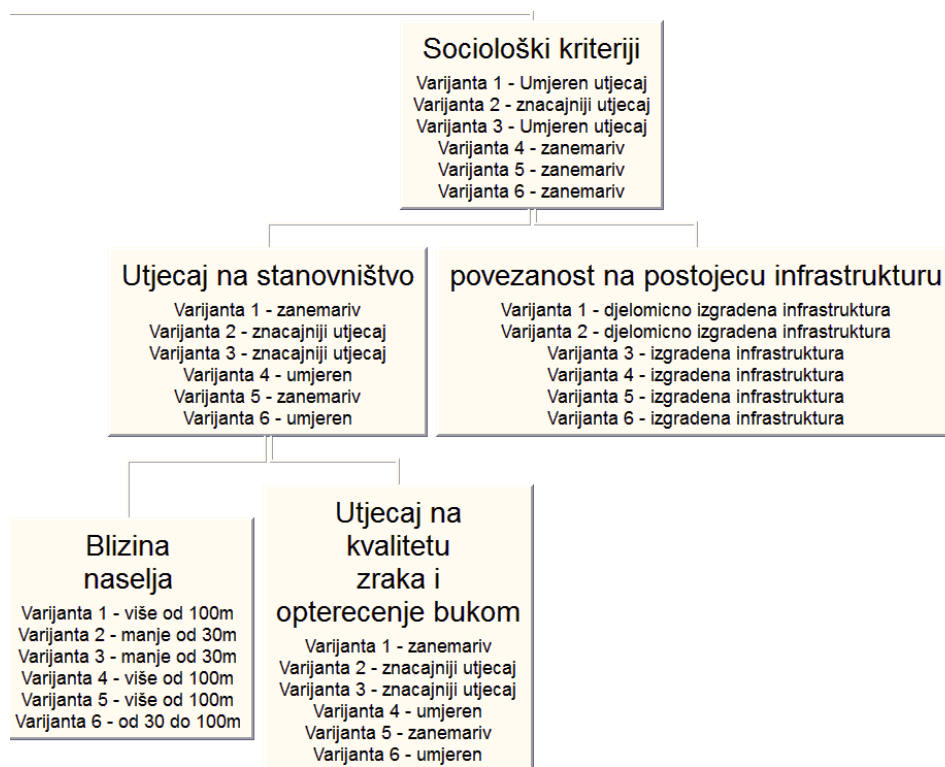 Sociološki kriteriji
Varijanta 1 - Umjeren utjecaj
Varijanta 2 - znacajniji utjecaj
Varijanta 3 - Umjeren utjecaj
Varijanta 4 - zanemariv
Varijanta 5 - zanemariv
Varijanta 6 - zanemariv
Utjecaj na stanovništvo
Varijanta 1 - zanemariv
Varijanta 2 - znacajniji utjecaj
Varijanta 3 - znacajniji utjecaj
Varijanta 4 - umjeren
Varijanta 5 - zanemariv
Varijanta 6 - umjeren
povezanost na postojecu infrastrukturu
Varijanta 1 - djelomicno izgradena infrastruktura
Varijanta 2 - djelomicno izgradena infrastruktura
Varijanta 3 - izgradena infrastruktura
Varijanta 4 - izgradena infrastruktura
Varijanta 5 - izgradena infrastruktura
Varijanta 6 - izgradena infrastruktura
Blizina
naselja
Varijanta 1 - više od 100m
Varijanta 2 - manje od 30m
Varijanta 3 - manje od 30m
Varijanta 4 - više od 100m
Varijanta 5 - više od 100m
Varijanta 6 - od 30 do 100m
Utjecaj na
kvalitetu
zraka i
opterecenje bukom
Varijanta 1 - zanemariv
Varijanta 2 - znacajniji utjecaj
Varijanta 3 - znacajniji utjecaj
Varijanta 4 - umjeren
Varijanta 5 - zanemariv
Varijanta 6 - umjeren